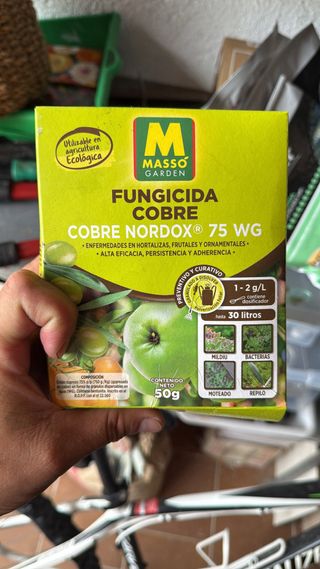 Utilizable en
agricultura
Ecológica
M
MASSÓ
GARDEN
FUNGICIDA
COBRE
COBRE NORDOX® 75 WG
• ENFERMEDADES EN HORTALIZAS, FRUTALES Y ORNAMENTALES •
• ALTA EFICACIA, PERSISTENCIA Y ADHERENCIA •
PREVENTIVO Y CURATIVO
1 - 2 g/L
contiene
dosificador
hasta 30 litros
MILDIU
BACTERIAS
MOTEADO
REPILO
CONTENIDO
NETO
50g
COMPOSICIÓN